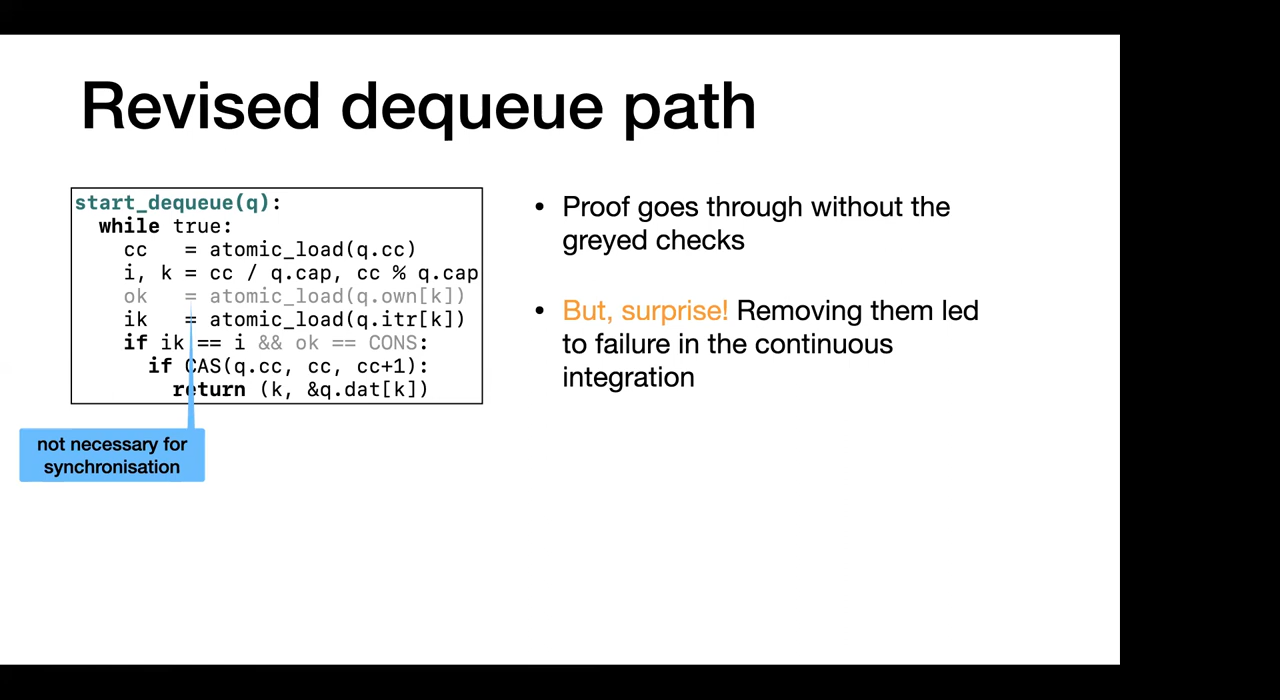 Revised dequeue path
start_dequeue(q):
while true:
cc = atomic_load(q.cc)
i, k = cc / q.cap, cc % q.cap
ok = atomic_load(q.own[k])
ik = atomic_load(q.itr[k])
if ik == i && ok == CONS:
if CAS(q.cc, cc, cc+1):
return (k, &q.dat[k])
not necessary for
synchronisation
• Proof goes through without the
greyed checks
• But, surprise! Removing them led
to failure in the continuous
integration